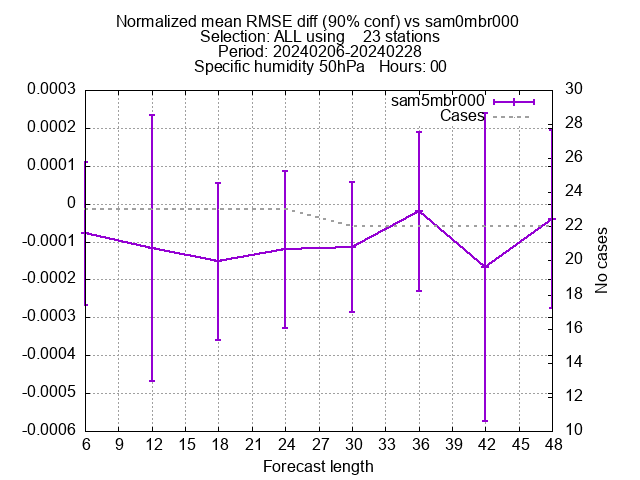 Normalized mean RMSE diff (90% conf) vs sam0mbr000
Selection: ALL using    23 stations
Period: 20240206-20240228
Specific humidity 50hPa   Hours: 00
sam5mbr000
Cases
0.0003
0.0002
0.0001
0
-0.0001
-0.0002
-0.0003
-0.0004
-0.0005
-0.0006
30
28
26
24
22
20
18
16
14
12
10
No cases
6 9 12 15 18 21 24 27 30 33 36 39 42 45 48
Forecast length